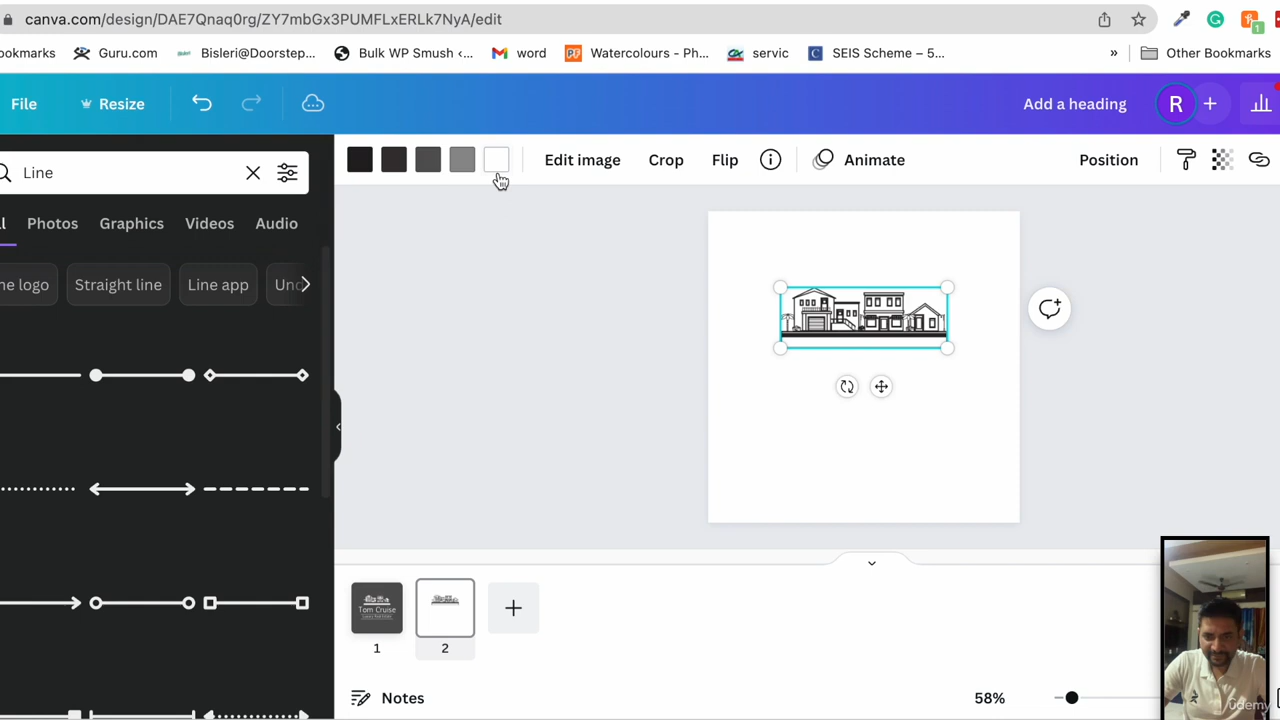 canva.com/design/DAE7Qnaq0rg/ZY7mbGx3PUMFLxERLk7NyA/edit
1
ookmarks Guru.com Bisleri@Doorstep... Bulk WP Smush ‹... word Watercolours - Ph... servic SEIS Scheme – 5... » Other Bookmarks
File Resize Add a heading R +
Line Edit image Crop Flip Animate Position
l Photos Graphics Videos Audio
ne logo Straight line Line app Unc
Tom Cruise
1 2
Notes 58%
ûdemy